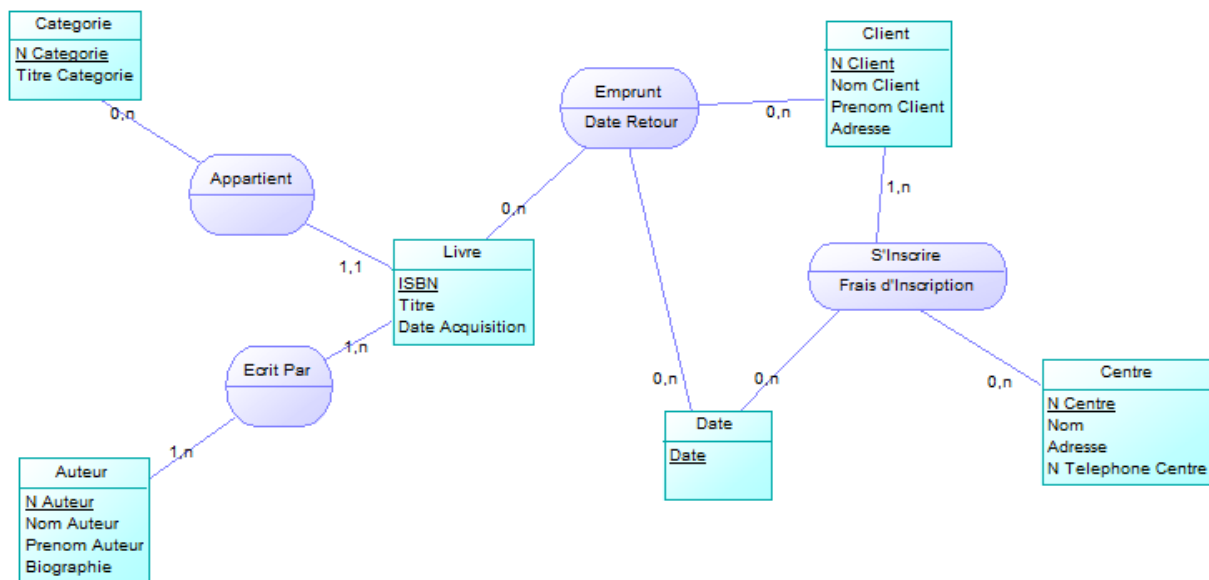 Categorie
N Categorie
Titre Categorie
0,n
Appartient
1,1
Emprunt
Date Retour
0,n
0,n
0,n
Client
N Client
Nom Client
Prenom Client
Adresse
1,n
Livre
ISBN
Titre
Date Acquisition
1,n
Ecrit Par
1,n
S'Inscrire
Frais d'Inscription
0,n
0,n
Auteur
N Auteur
Nom Auteur
Prenom Auteur
Biographie
Date
Date
Centre
N Centre
Nom
Adresse
N Telephone Centre